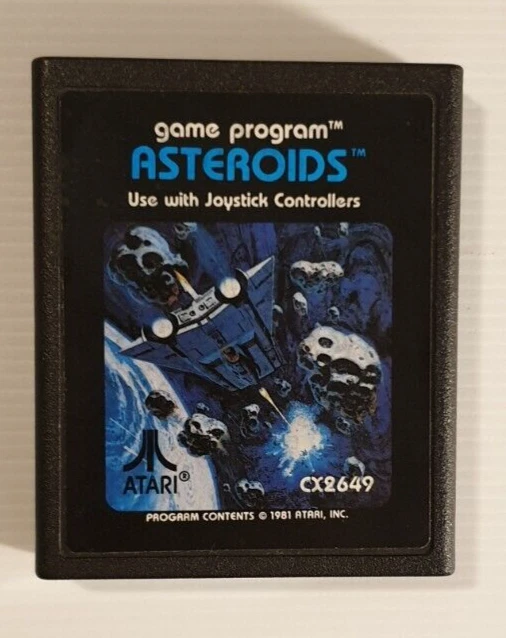 game program™
ASTEROIDS™
Use with Joystick Controllers
ATARI®
CX2649
PROGRAM CONTENTS © 1981 ATARI, INC.